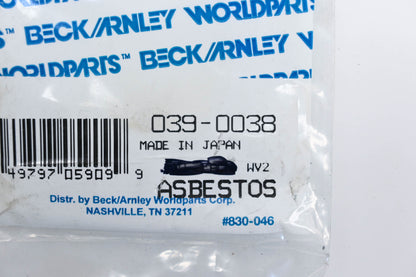 BECK/ARNLEY WORLDPARTS
WORLDPARTS™ BECK/ARNLEY
BECK/ARNLEY WORLDPARTS
039-0038
MADE IN JAPAN
WV2
49797 05909 9
ASBESTOS
Distr. by Beck/Arnley Worldparts Corp.
NASHVILLE, TN 37211
#830-046